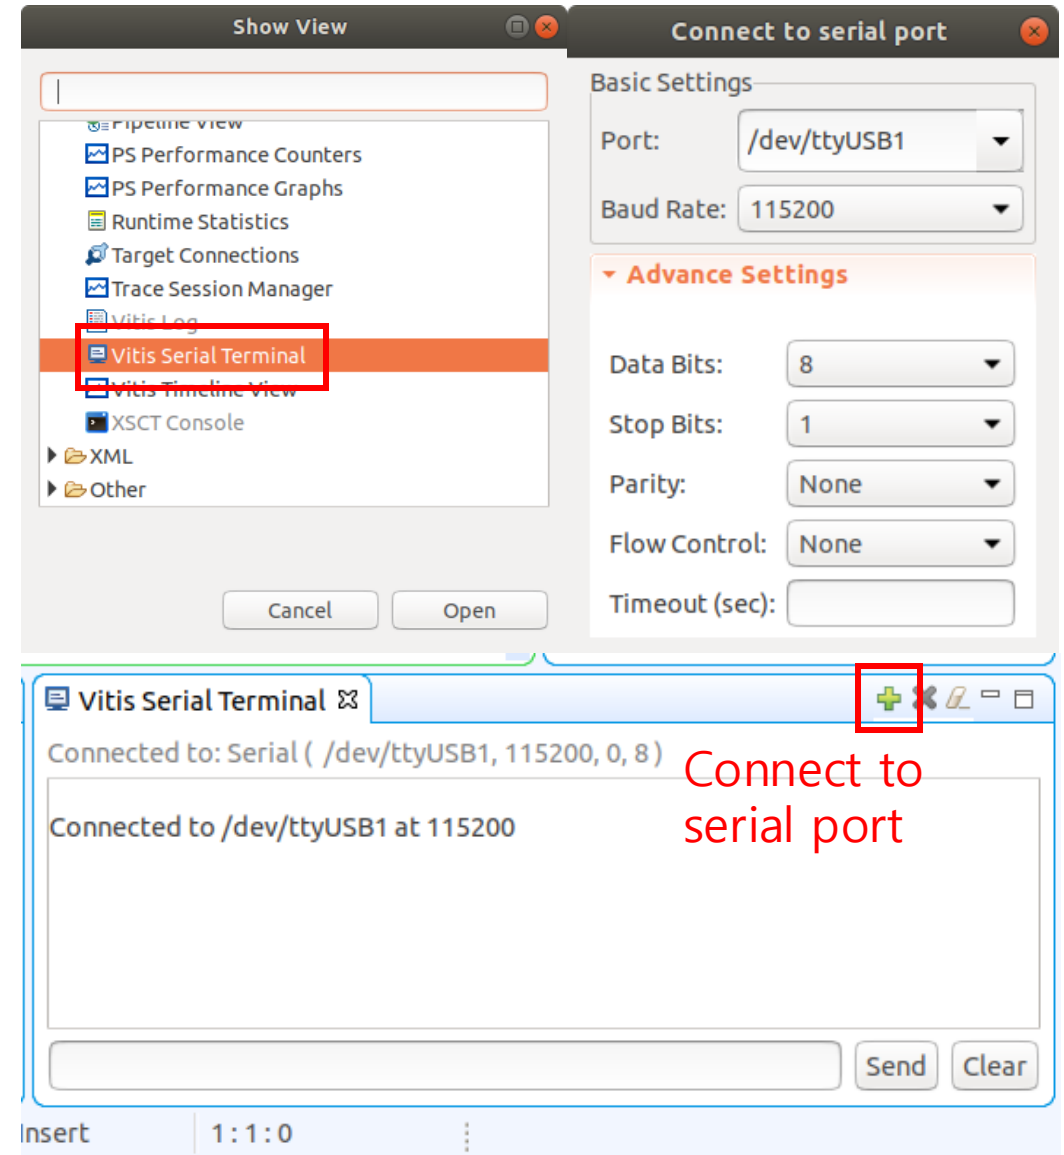 Show View
Pipeline View
PS Performance Counters
PS Performance Graphs
Runtime Statistics
Target Connections
Trace Session Manager
Vitis Log
Vitis Serial Terminal
Vitis Timeline View
XSCT Console
XML
Other
Cancel
Open
Connect to serial port
Basic Settings
Port: /dev/ttyUSB1
Baud Rate: 115200
Advance Settings
Data Bits: 8
Stop Bits: 1
Parity: None
Flow Control: None
Timeout (sec):
Vitis Serial Terminal
Connected to: Serial ( /dev/ttyUSB1, 115200, 0, 8 )
Connect to
serial port
Connected to /dev/ttyUSB1 at 115200
Send
Clear
Insert
1 : 1 : 0